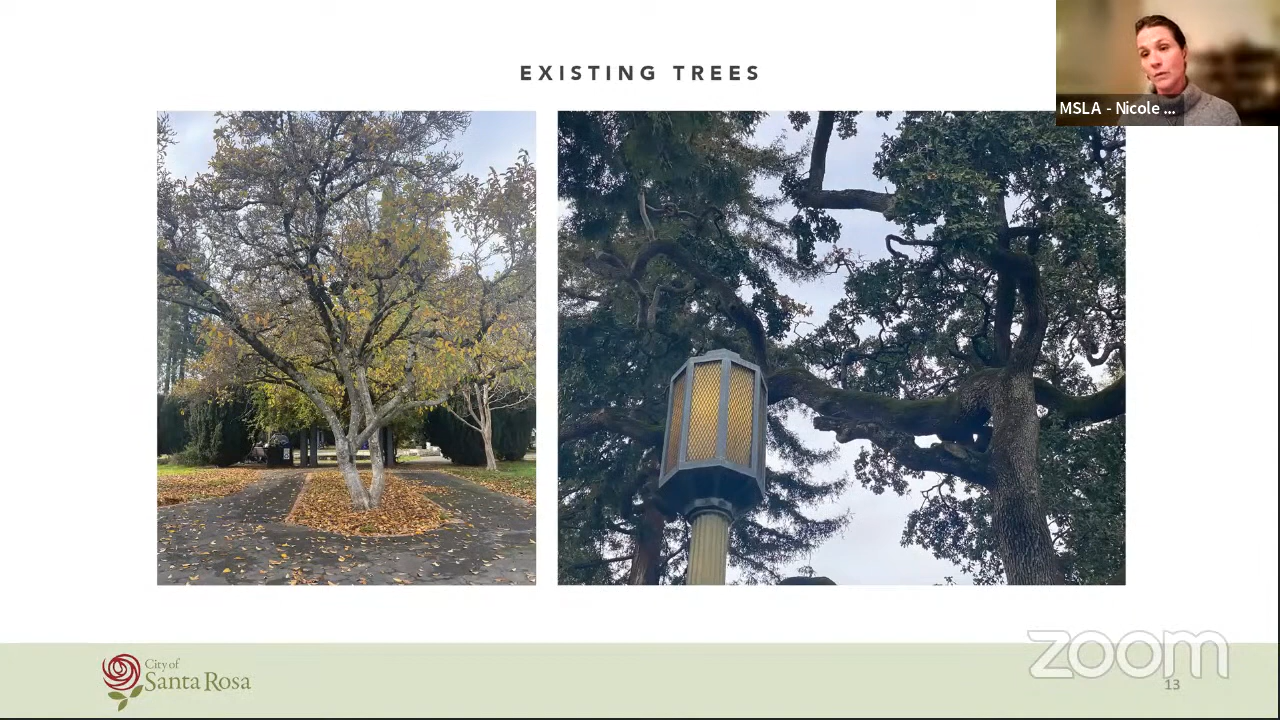 EXISTING TREES
MSLA - Nicole ...
City of
Santa Rosa
zoom
13